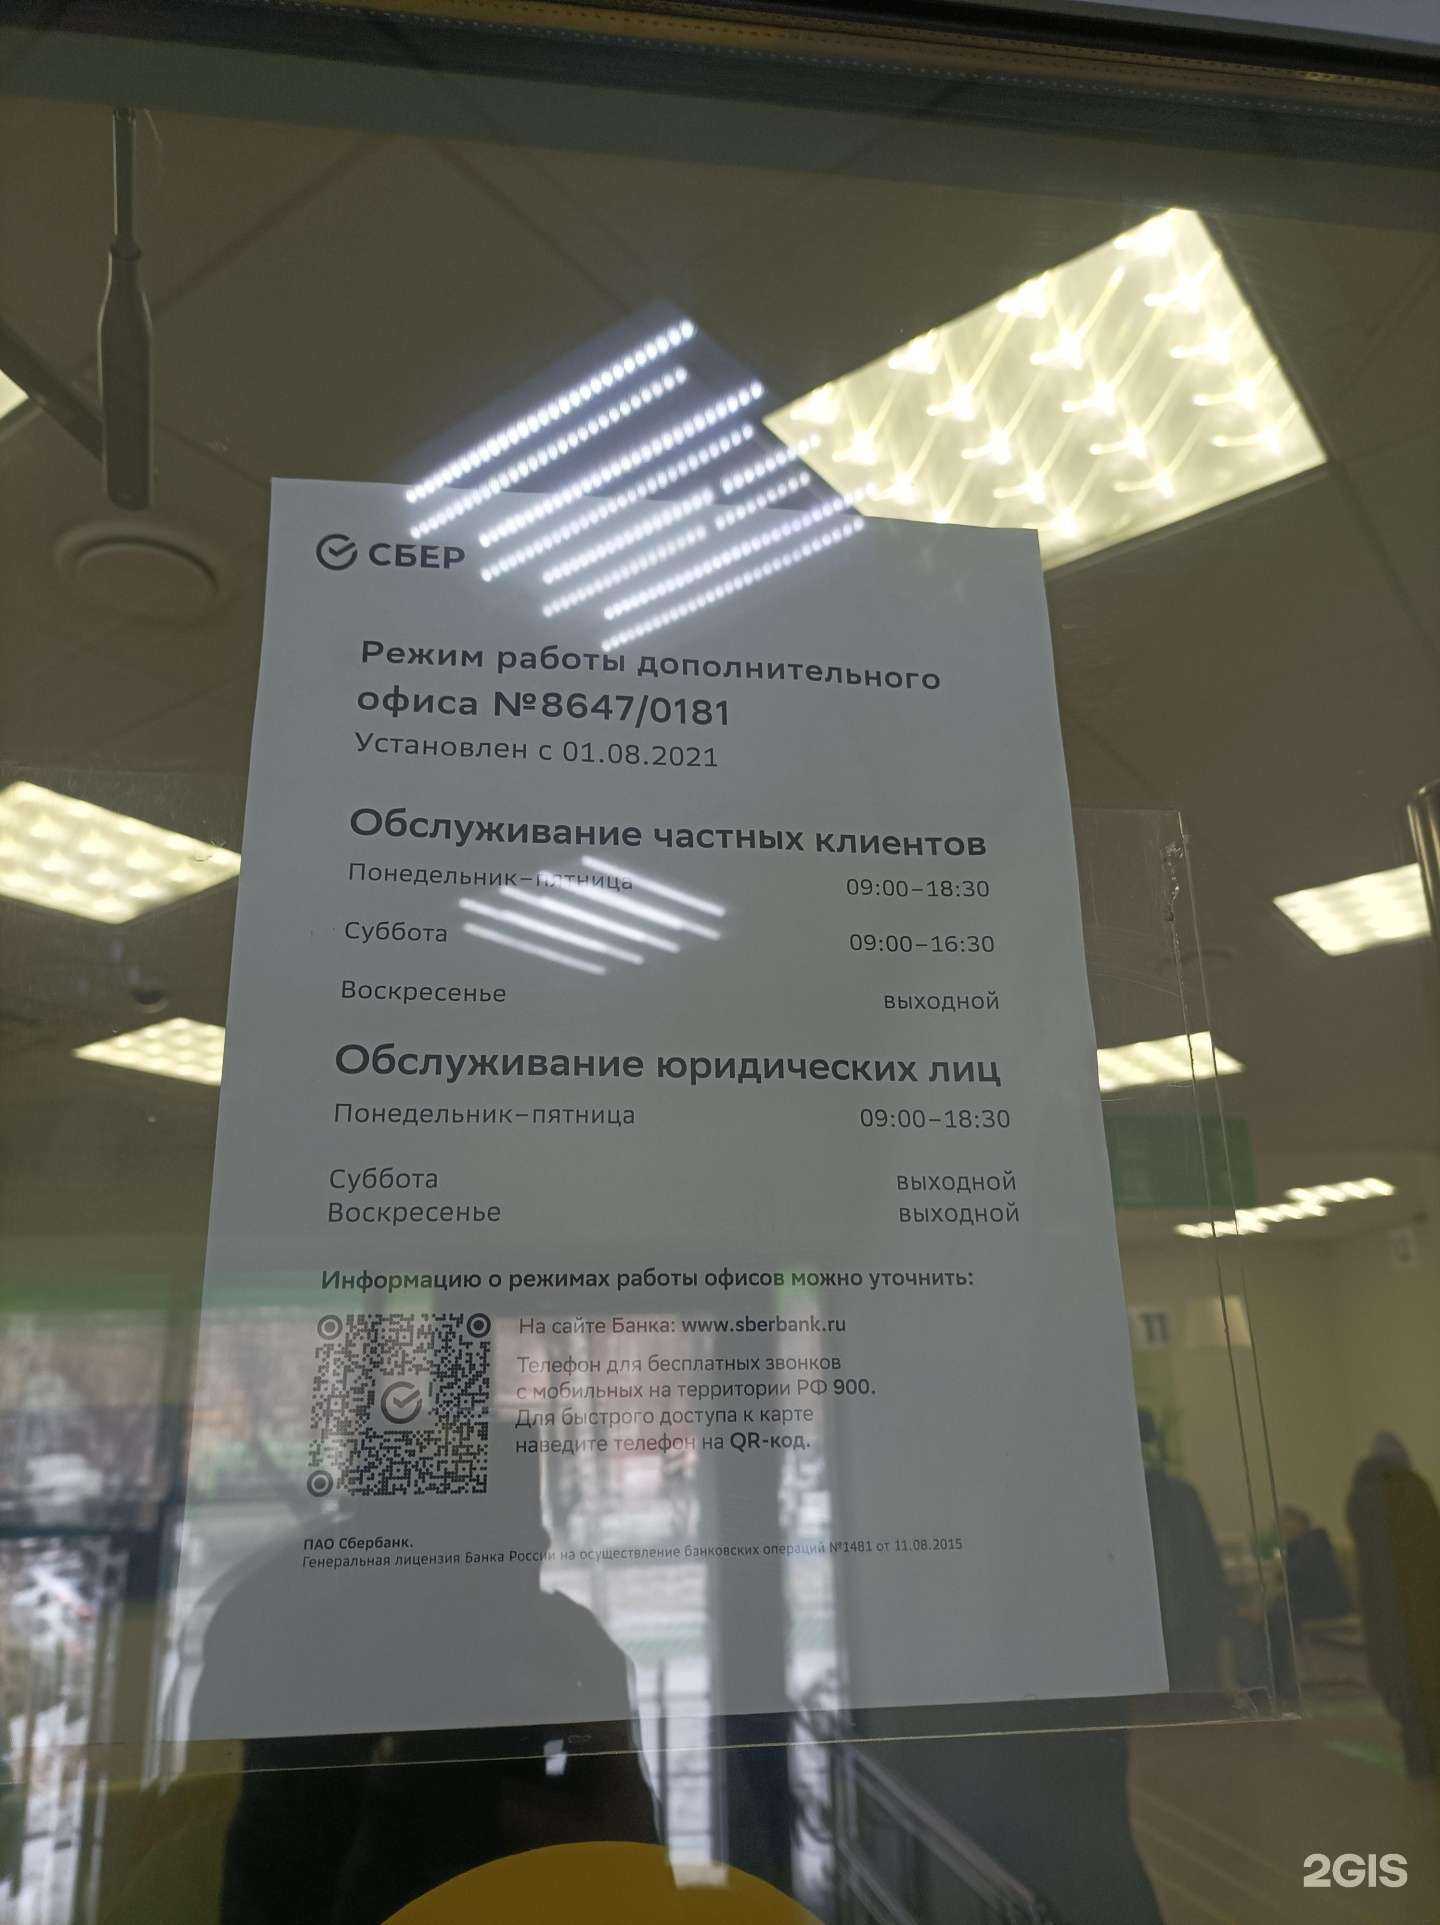 СБЕР
Режим работы дополнительного
офиса №8647/0181
Установлен с 01.08.2021
Обслуживание частных клиентов
Понедельник–пятница 09:00–18:30
Суббота 09:00–16:30
Воскресенье выходной
Обслуживание юридических лиц
Понедельник–пятница 09:00–18:30
Суббота выходной
Воскресенье выходной
Информацию о режимах работы офисов можно уточнить:
На сайте Банка: www.sberbank.ru
Телефон для бесплатных звонков
с мобильных на территории РФ 900.
Для быстрого доступа к карте
наведите телефон на QR-код.
ПАО Сбербанк.
Генеральная лицензия Банка России на осуществление банковских операций №1481 от 11.08.2015
11
2GIS